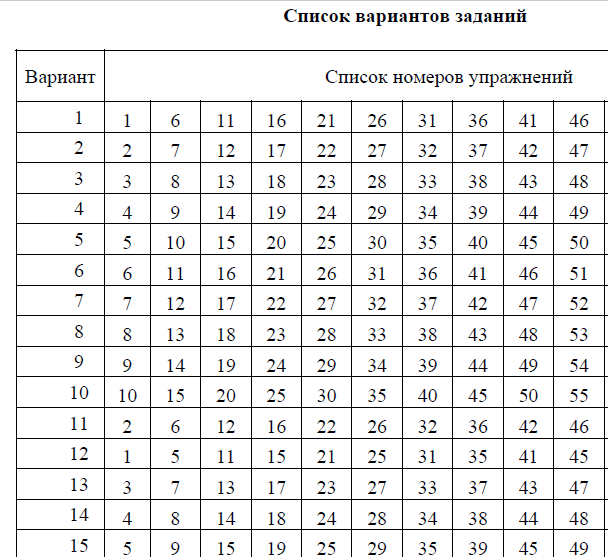 Список вариантов заданий
Вариант Список номеров упражнений
1 1 6 11 16 21 26 31 36 41 46
2 2 7 12 17 22 27 32 37 42 47
3 3 8 13 18 23 28 33 38 43 48
4 4 9 14 19 24 29 34 39 44 49
5 5 10 15 20 25 30 35 40 45 50
6 6 11 16 21 26 31 36 41 46 51
7 7 12 17 22 27 32 37 42 47 52
8 8 13 18 23 28 33 38 43 48 53
9 9 14 19 24 29 34 39 44 49 54
10 10 15 20 25 30 35 40 45 50 55
11 2 6 12 16 22 26 32 36 42 46
12 1 5 11 15 21 25 31 35 41 45
13 3 7 13 17 23 27 33 37 43 47
14 4 8 14 18 24 28 34 38 44 48
15 5 9 15 19 25 29 35 39 45 49